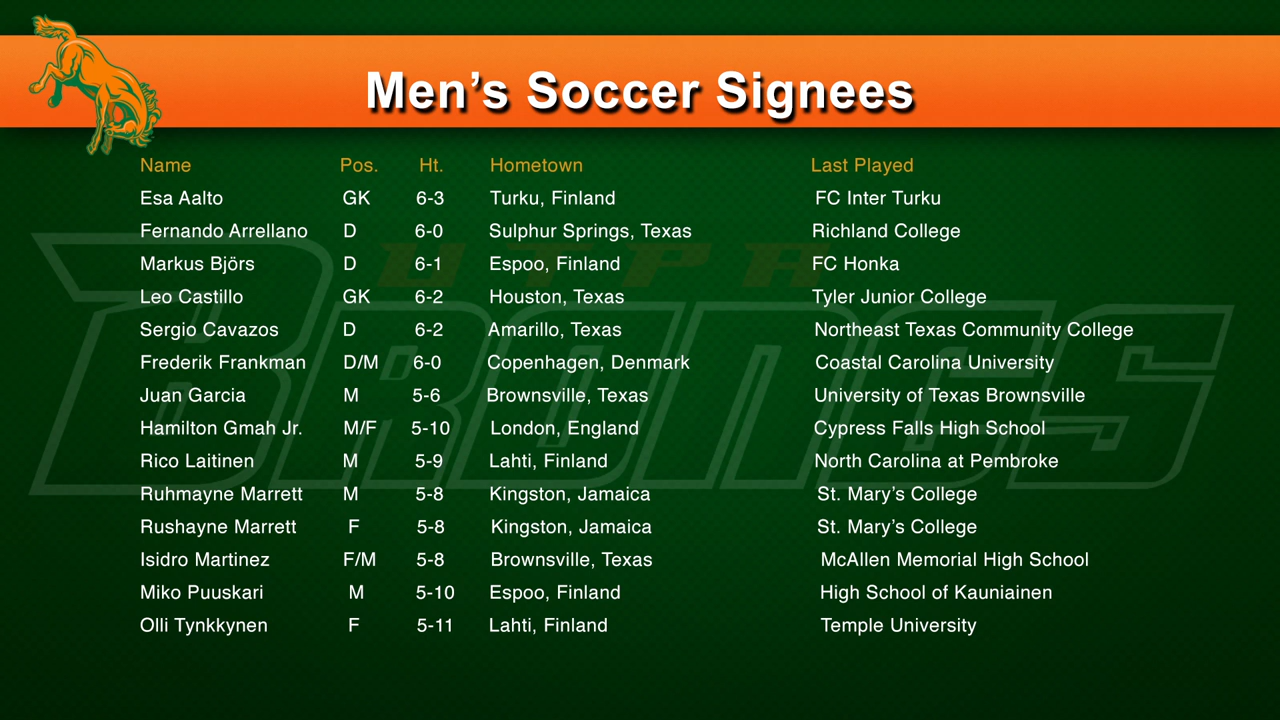 Men's Soccer Signees
Name Pos. Ht. Hometown Last Played
Esa Aalto GK 6-3 Turku, Finland FC Inter Turku
Fernando Arrellano D 6-0 Sulphur Springs, Texas Richland College
Markus Björs D 6-1 Espoo, Finland FC Honka
Leo Castillo GK 6-2 Houston, Texas Tyler Junior College
Sergio Cavazos D 6-2 Amarillo, Texas Northeast Texas Community College
Frederik Frankman D/M 6-0 Copenhagen, Denmark Coastal Carolina University
Juan Garcia M 5-6 Brownsville, Texas University of Texas Brownsville
Hamilton Gmah Jr. M/F 5-10 London, England Cypress Falls High School
Rico Laitinen M 5-9 Lahti, Finland North Carolina at Pembroke
Ruhmayne Marrett M 5-8 Kingston, Jamaica St. Mary's College
Rushayne Marrett F 5-8 Kingston, Jamaica St. Mary's College
Isidro Martinez F/M 5-8 Brownsville, Texas McAllen Memorial High School
Miko Puuskari M 5-10 Espoo, Finland High School of Kauniainen
Olli Tynkkynen F 5-11 Lahti, Finland Temple University
UTPA
BRONCS